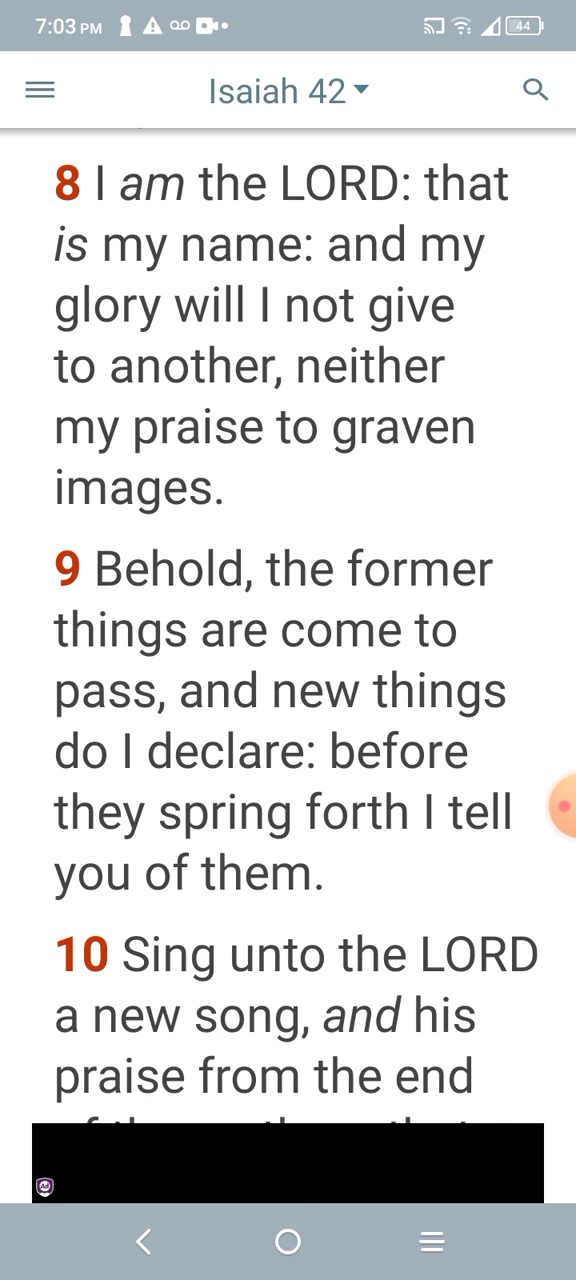 7:03 PM
44
Isaiah 42
8 I am the LORD: that
is my name: and my
glory will I not give
to another, neither
my praise to graven
images.
9 Behold, the former
things are come to
pass, and new things
do I declare: before
they spring forth I tell
you of them.
10 Sing unto the LORD
a new song, and his
praise from the end